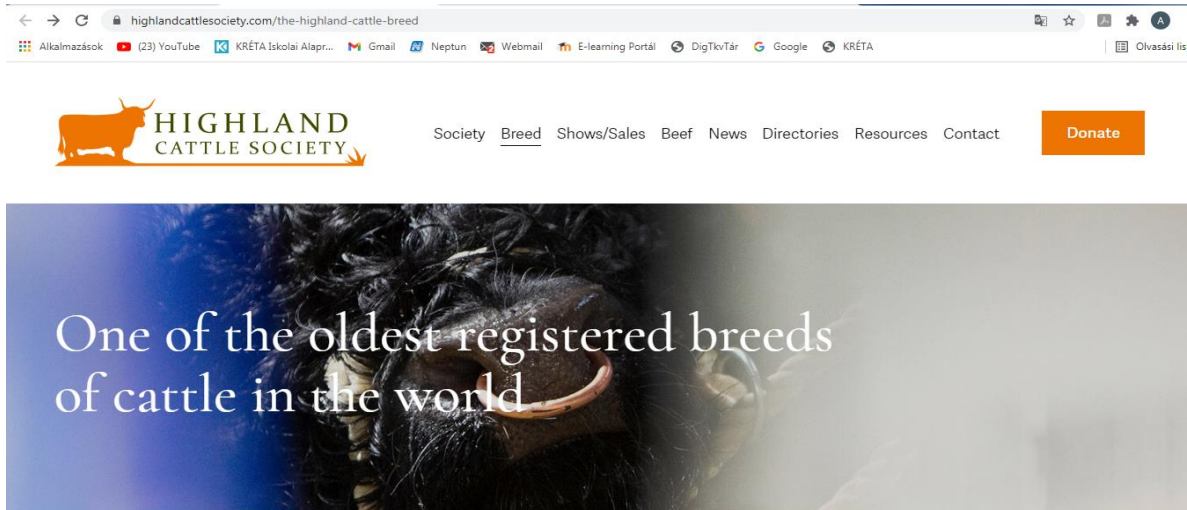 highlandcattlesociety.com/the-highland-cattle-breed
A
Alkalmazások (23) YouTube KRÉTA Iskolai Alapr... Gmail Neptun Webmail E-learning Portál DigTkvTár Google KRÉTA Olvasási lis
HIGHLAND
CATTLE SOCIETY
Society Breed Shows/Sales Beef News Directories Resources Contact Donate
One of the oldest registered breeds
of cattle in the world